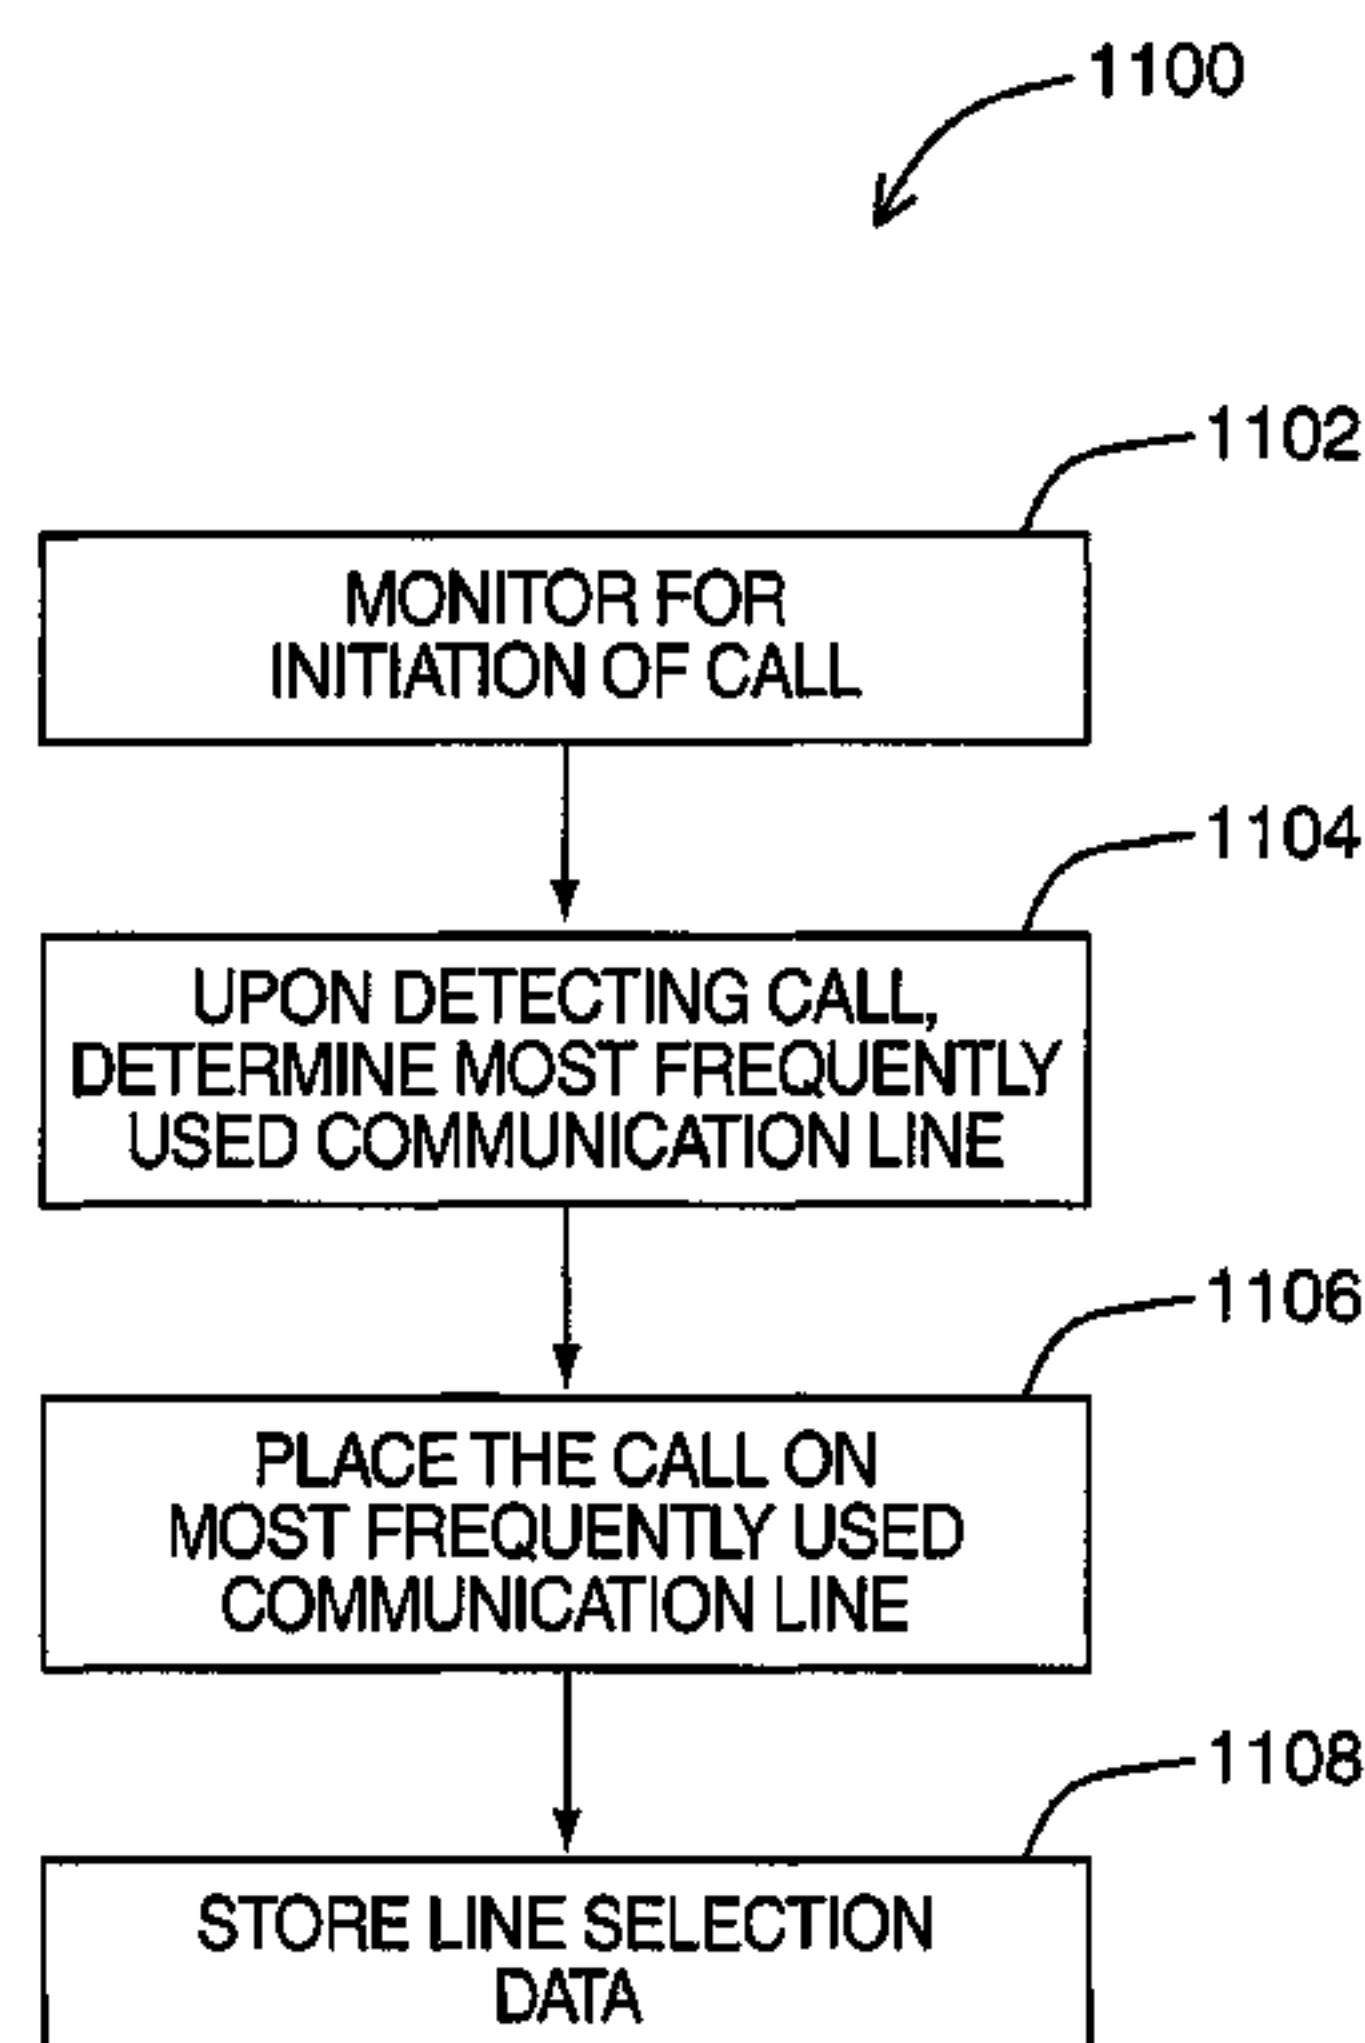 1100
1102
MONITOR FOR
INITIATION OF CALL
1104
UPON DETECTING CALL,
DETERMINE MOST FREQUENTLY
USED COMMUNICATION LINE
1106
PLACE THE CALL ON
MOST FREQUENTLY USED
COMMUNICATION LINE
1108
STORE LINE SELECTION
DATA